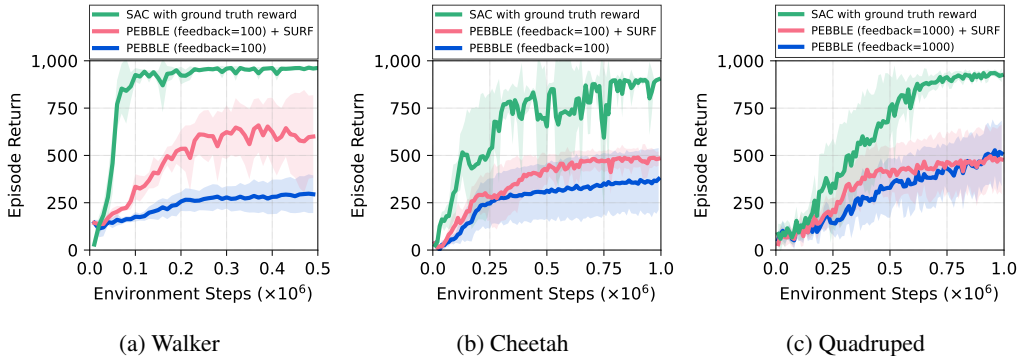 SAC with ground truth reward
PEBBLE (feedback=100) + SURF
PEBBLE (feedback=100)
1,000
750
500
250
0
Episode Return
0.0
0.1
0.2
0.3
0.4
0.5
Environment Steps (×10⁶)
(a) Walker
SAC with ground truth reward
PEBBLE (feedback=100) + SURF
PEBBLE (feedback=100)
1,000
750
500
250
0
Episode Return
0.0
0.25
0.5
0.75
1.0
Environment Steps (×10⁶)
(b) Cheetah
SAC with ground truth reward
PEBBLE (feedback=1000) + SURF
PEBBLE (feedback=1000)
1,000
750
500
250
0
Episode Return
0.0
0.25
0.5
0.75
1.0
Environment Steps (×10⁶)
(c) Quadruped